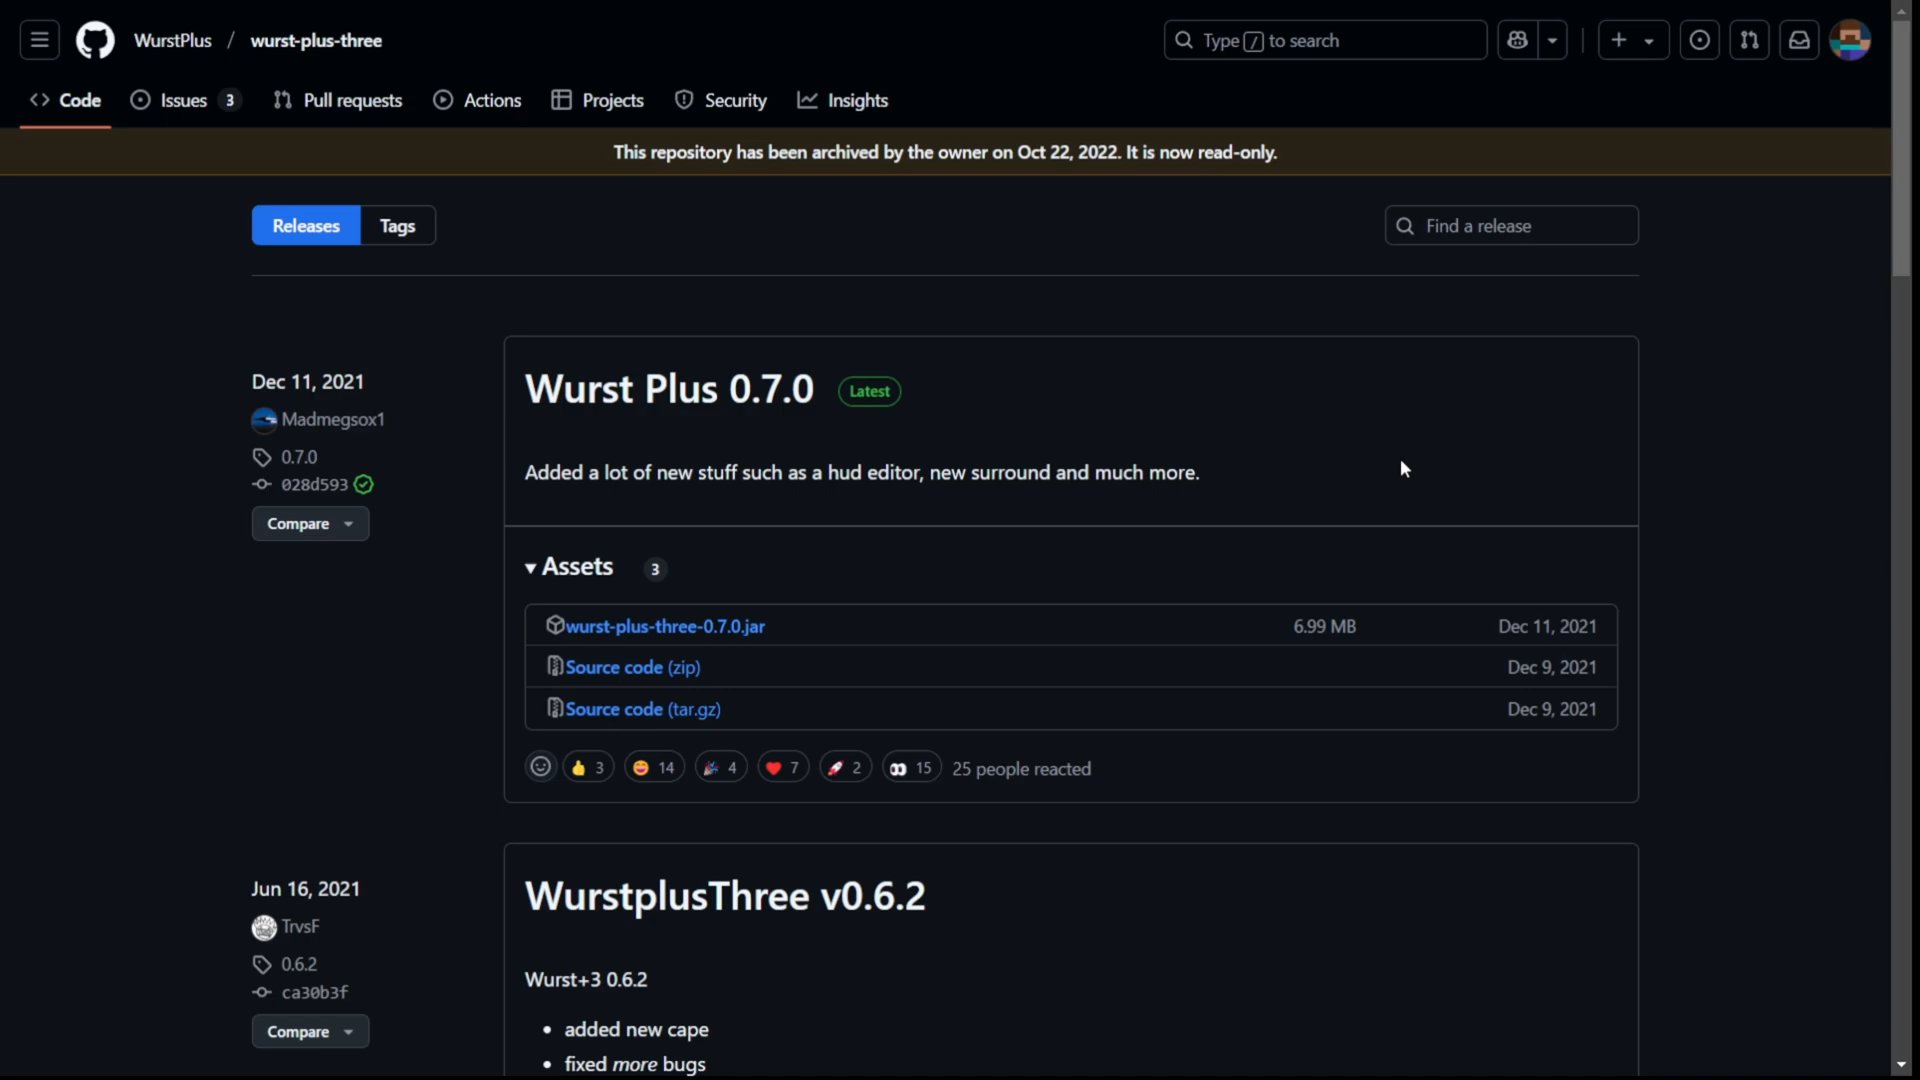 WurstPlus / wurst-plus-three
Type / to search
Code
Issues 3
Pull requests
Actions
Projects
Security
Insights
This repository has been archived by the owner on Oct 22, 2022. It is now read-only.
Releases
Tags
Find a release
Dec 11, 2021
Madmegsox1
0.7.0
028d593
Compare
Wurst Plus 0.7.0 Latest
Added a lot of new stuff such as a hud editor, new surround and much more.
Assets 3
wurst-plus-three-0.7.0.jar 6.99 MB Dec 11, 2021
Source code (zip) Dec 9, 2021
Source code (tar.gz) Dec 9, 2021
👍 3 😄 14 🎉 4 ❤️ 7 🚀 2 👀 15 25 people reacted
Jun 16, 2021
TrvsF
0.6.2
ca30b3f
Compare
WurstplusThree v0.6.2
Wurst+3 0.6.2
• added new cape
• fixed more bugs